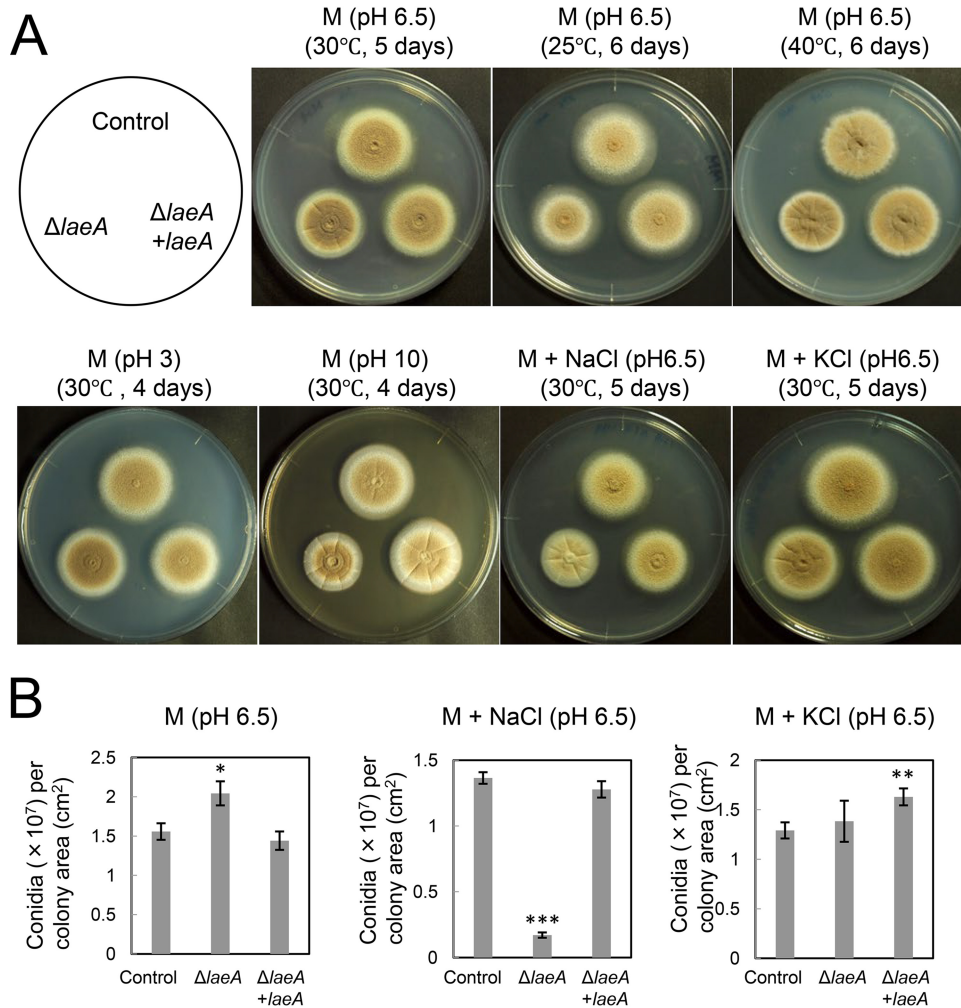 A
M (pH 6.5)
(30℃, 5 days)
M (pH 6.5)
(25℃, 6 days)
M (pH 6.5)
(40℃, 6 days)
Control
ΔlaeA
ΔlaeA
+laeA
M (pH 3)
(30℃ , 4 days)
M (pH 10)
(30℃, 4 days)
M + NaCl (pH6.5)
(30℃, 5 days)
M + KCl (pH6.5)
(30℃, 5 days)
B
M (pH 6.5)
Conidia (×10⁷) per
colony area (cm²)
2.5
2
1.5
1
0.5
0
*
Control
ΔlaeA
ΔlaeA
+laeA
M + NaCl (pH 6.5)
Conidia (×10⁷) per
colony area (cm²)
1.5
1
0.5
0
***
Control
ΔlaeA
ΔlaeA
+laeA
M + KCl (pH 6.5)
Conidia (×10⁷) per
colony area (cm²)
2
1.5
1
0.5
0
**
Control
ΔlaeA
ΔlaeA
+laeA